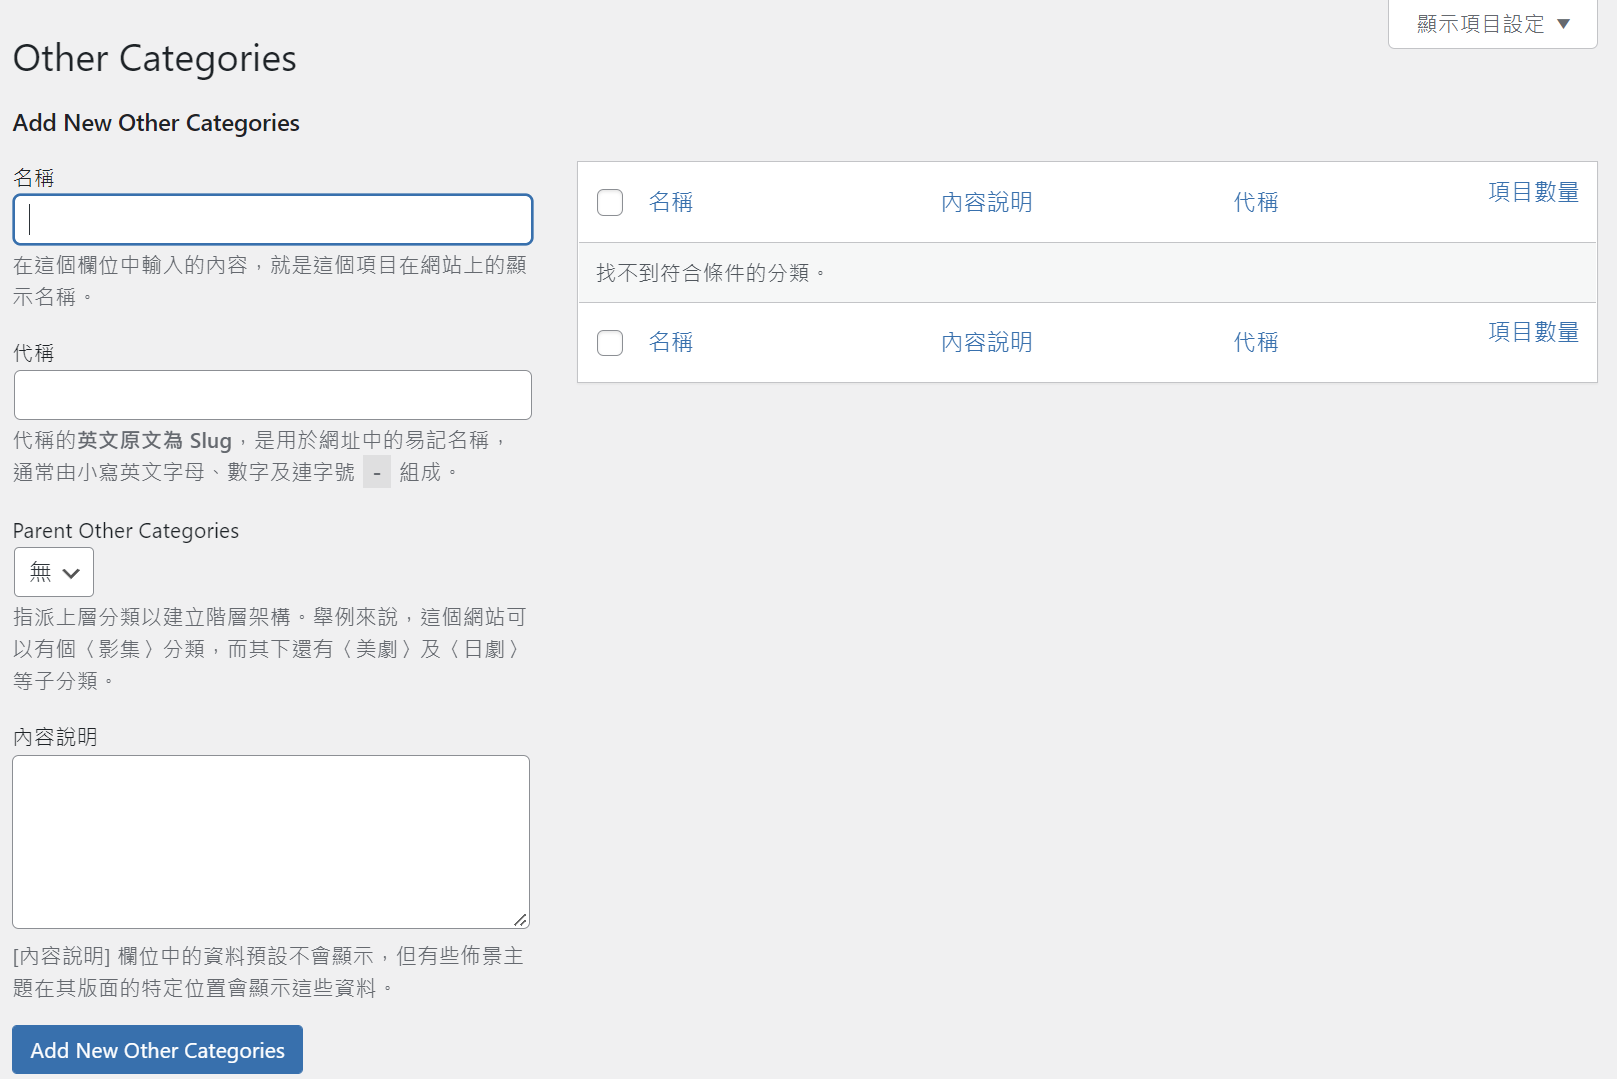 顯示項目設定 ▼
Other Categories
Add New Other Categories
名稱
在這個欄位中輸入的內容，就是這個項目在網站上的顯
示名稱。
代稱
代稱的英文原文為 Slug，是用於網址中的易記名稱，
通常由小寫英文字母、數字及連字號 - 組成。
Parent Other Categories
無
指派上層分類以建立階層架構。舉例來說，這個網站可
以有個〈影集〉分類，而其下還有〈美劇〉及〈日劇〉
等子分類。
內容說明
[內容說明] 欄位中的資料預設不會顯示，但有些佈景主
題在其版面的特定位置會顯示這些資料。
Add New Other Categories
名稱 內容說明 代稱 項目數量
找不到符合條件的分類。
名稱 內容說明 代稱 項目數量